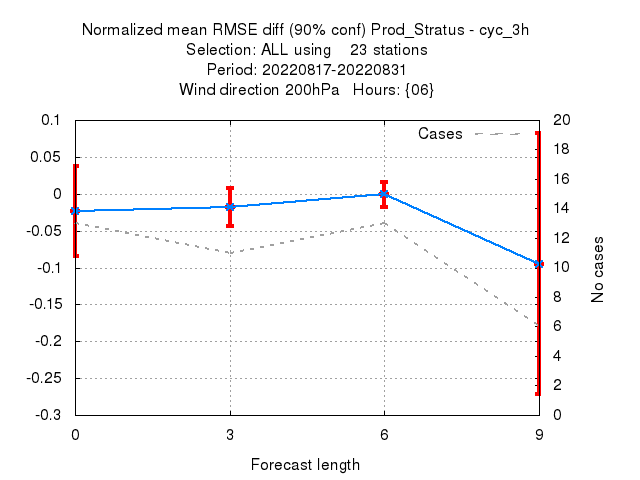 Normalized mean RMSE diff (90% conf) Prod_Stratus - cyc_3h
Selection: ALL using    23 stations
Period: 20220817-20220831
Wind direction 200hPa   Hours: {06}
Cases
0.1
0.05
0
-0.05
-0.1
-0.15
-0.2
-0.25
-0.3
20
18
16
14
12
10
8
6
4
2
0
No cases
0 3 6 9
Forecast length